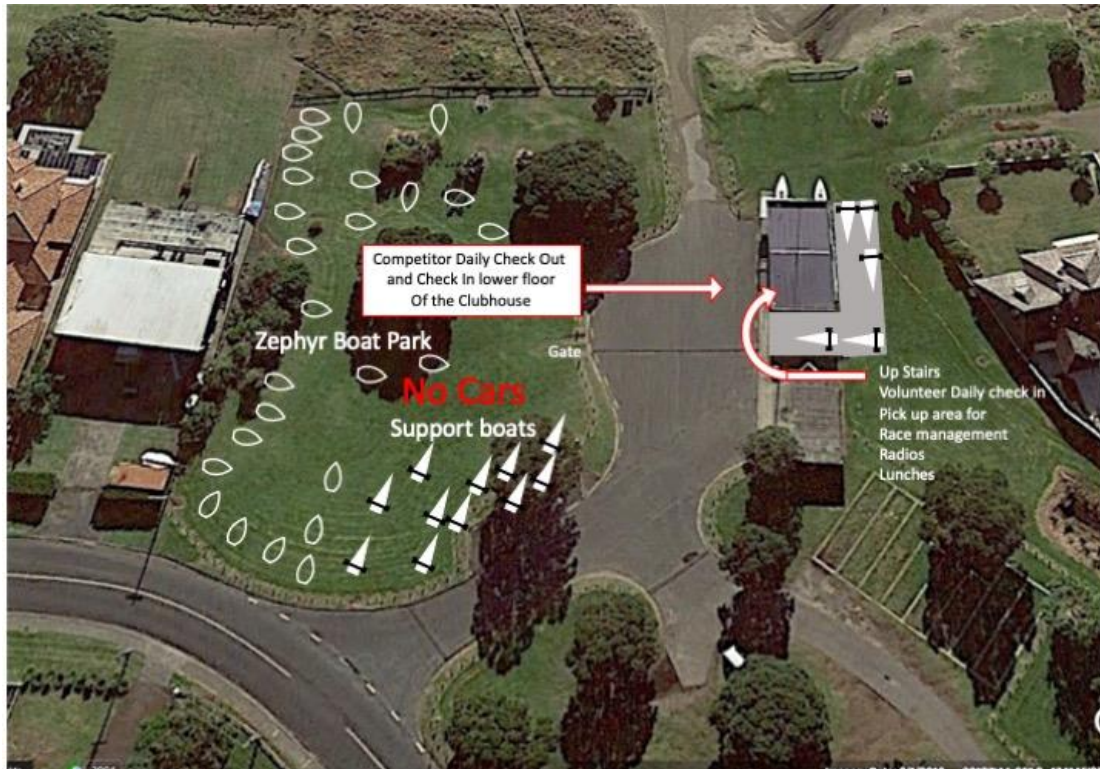 Competitor Daily Check Out
and Check In lower floor
Of the Clubhouse
Zephyr Boat Park
Gate
No Cars
Support boats
Up Stairs
Volunteer Daily check in
Pick up area for
Race management
Radios
Lunches